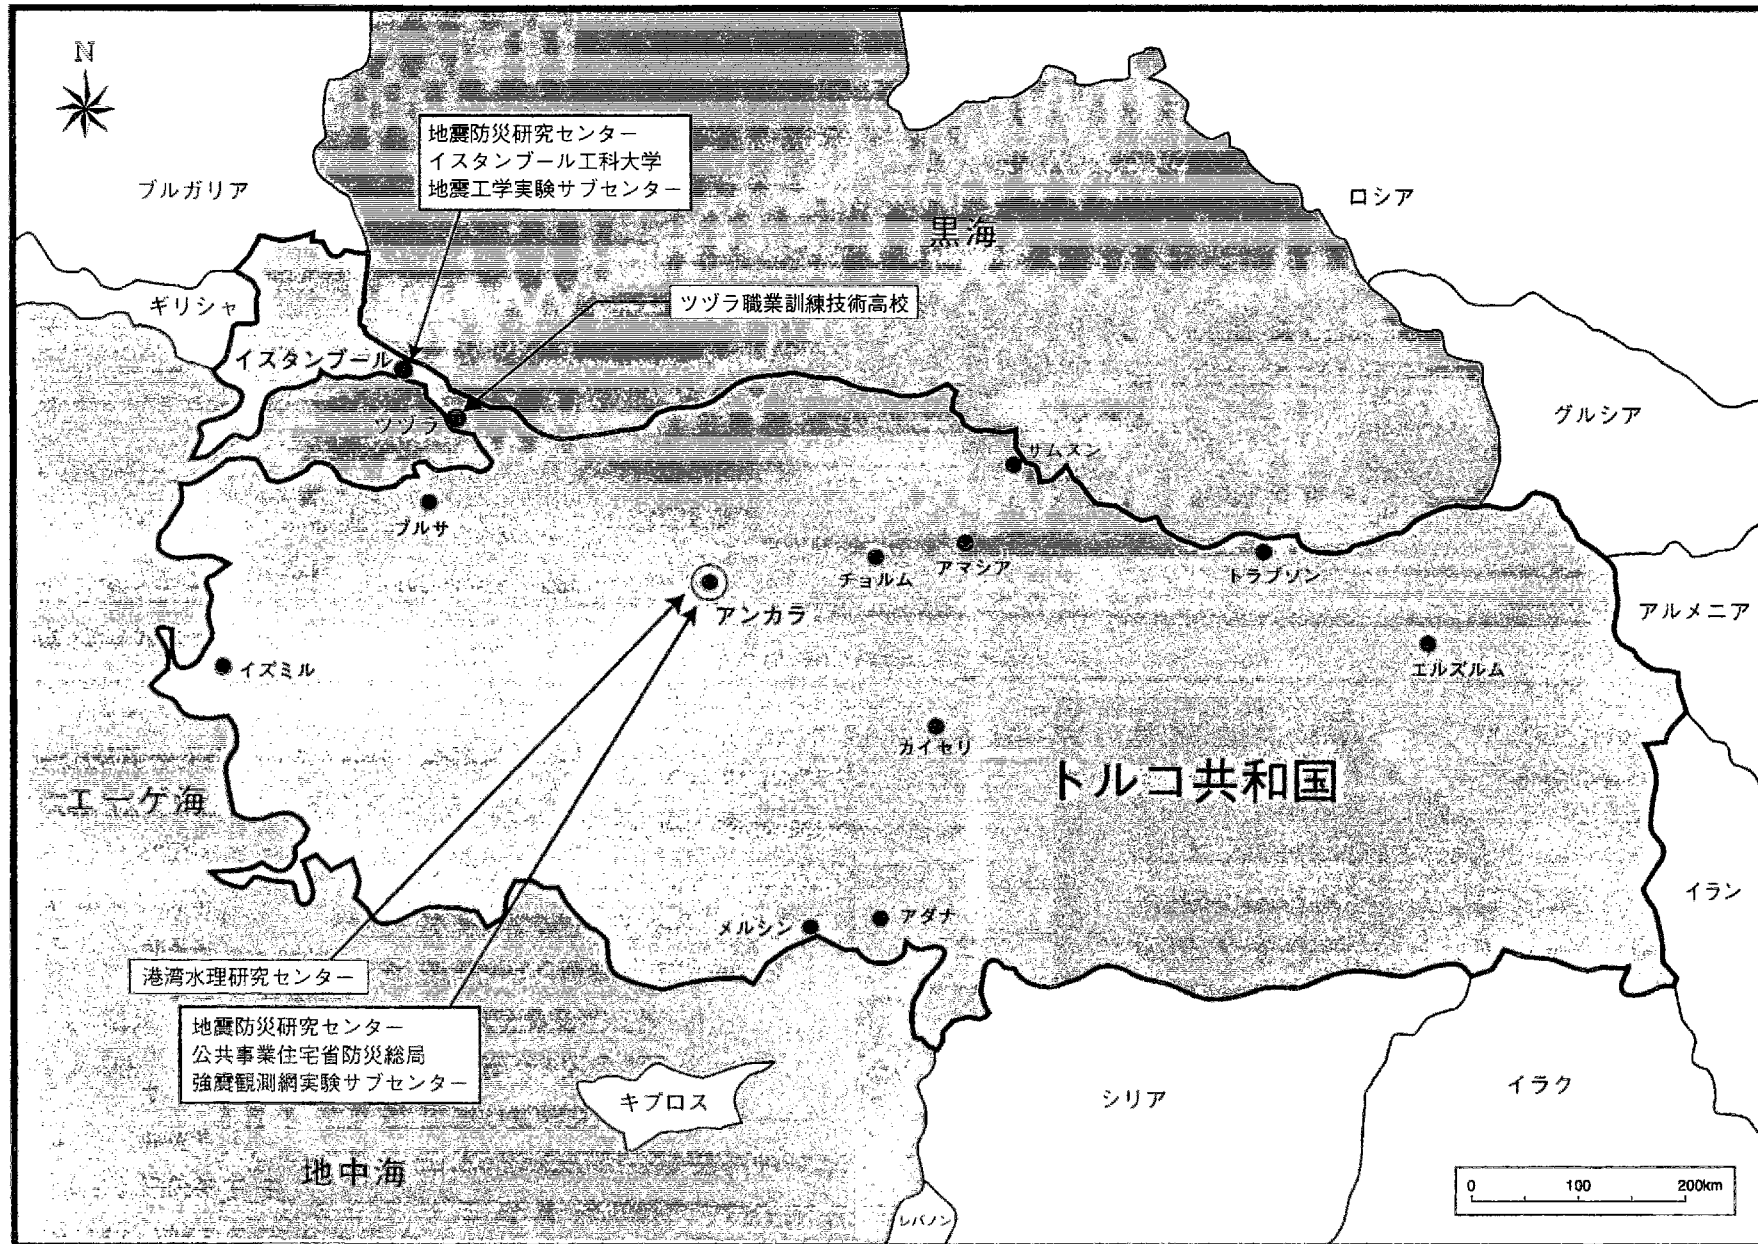 N
地震防災研究センター
イスタンブール工科大学
地震工学実験サブセンター
ブルガリア
ロシア
黒海
ギリシャ
ツヅラ職業訓練技術高校
イスタンブール
ツヅラ
グルシア
サムスン
ブルサ
チョルム
アマシア
トラブゾン
アンカラ
アルメニア
イズミル
エルズルム
カイセリ
トルコ共和国
エーケ海
イラン
メルシン
アダナ
港湾水理研究センター
地震防災研究センター
公共事業住宅省防災総局
強震観測網実験サブセンター
キプロス
シリア
イラク
地中海
レバノン
0 100 200km